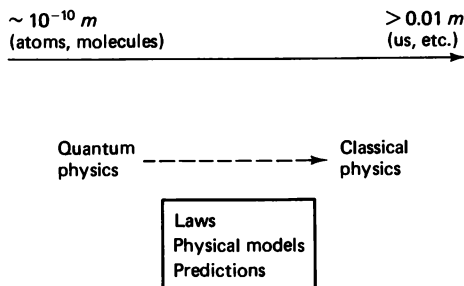 ~ 10⁻¹⁰ m > 0.01 m
(atoms, molecules) (us, etc.)
Quantum Classical
physics physics
Laws
Physical models
Predictions